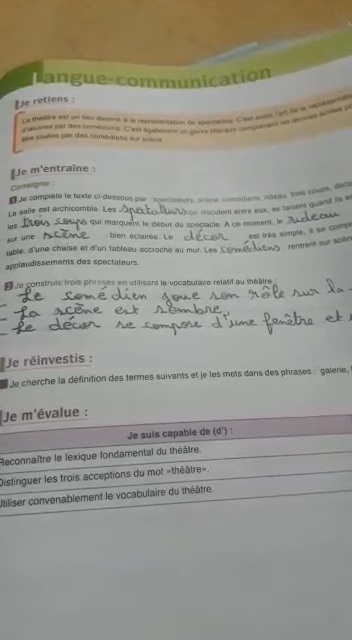 Langue-communication
Je retiens :
Le théâtre est un lieu destiné à la représentation de spectacles. C'est aussi l'art de la représentation
d'œuvres par des comédiens. C'est également un genre littéraire comprenant les œuvres écrites
être jouées par des comédiens sur scène.
Je m'entraîne :
Consigne :
1 Je complète le texte ci-dessous par : spectateurs, scène, comédiens, rideau, trois coups, déco
La salle est archicomble. Les spatateurs qui discutent entre eux, se taisent quand ils
les trois coups qui marquent le début du spectacle. A ce moment, le rideau
sur une scène bien éclairée. Le décor est très simple, il se comp
table, d'une chaise et d'un tableau accroché au mur. Les comédiens rentrent sur scèn
applaudissements des spectateurs.
2 Je construis trois phrases en utilisant le vocabulaire relatif au théâtre :
- Le comédien joue son rôle sur la
- La scène est sombre
- Le décor se compose d'une fenêtre et
Je réinvestis :
Je cherche la définition des termes suivants et je les mets dans des phrases : galerie,
Je m'évalue :
Je suis capable de (d') :
Reconnaître le lexique fondamental du théâtre.
Distinguer les trois acceptions du mot «théâtre».
Utiliser convenablement le vocabulaire du théâtre.